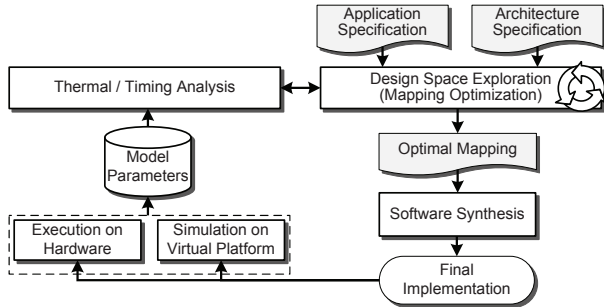 Application
Specification
Architecture
Specification
Thermal / Timing Analysis
Design Space Exploration
(Mapping Optimization)
Model
Parameters
Optimal Mapping
Execution on
Hardware
Simulation on
Virtual Platform
Software Synthesis
Final
Implementation